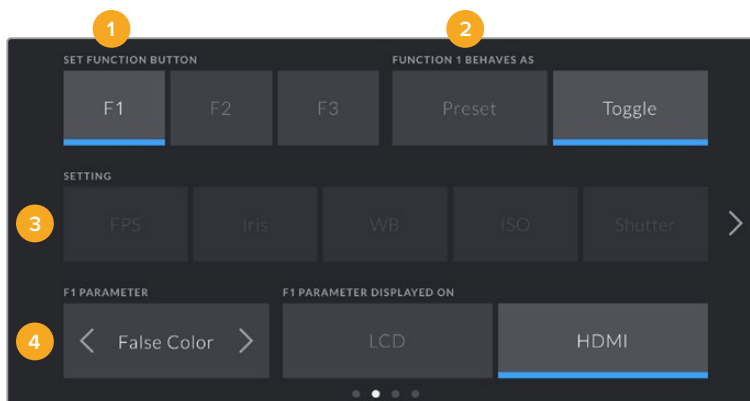 1 2
SET FUNCTION BUTTON FUNCTION 1 BEHAVES AS
F1 F2 F3 Preset Toggle
SETTING
3 FPS Iris WB ISO Shutter
F1 PARAMETER F1 PARAMETER DISPLAYED ON
4 False Color LCD HDMI